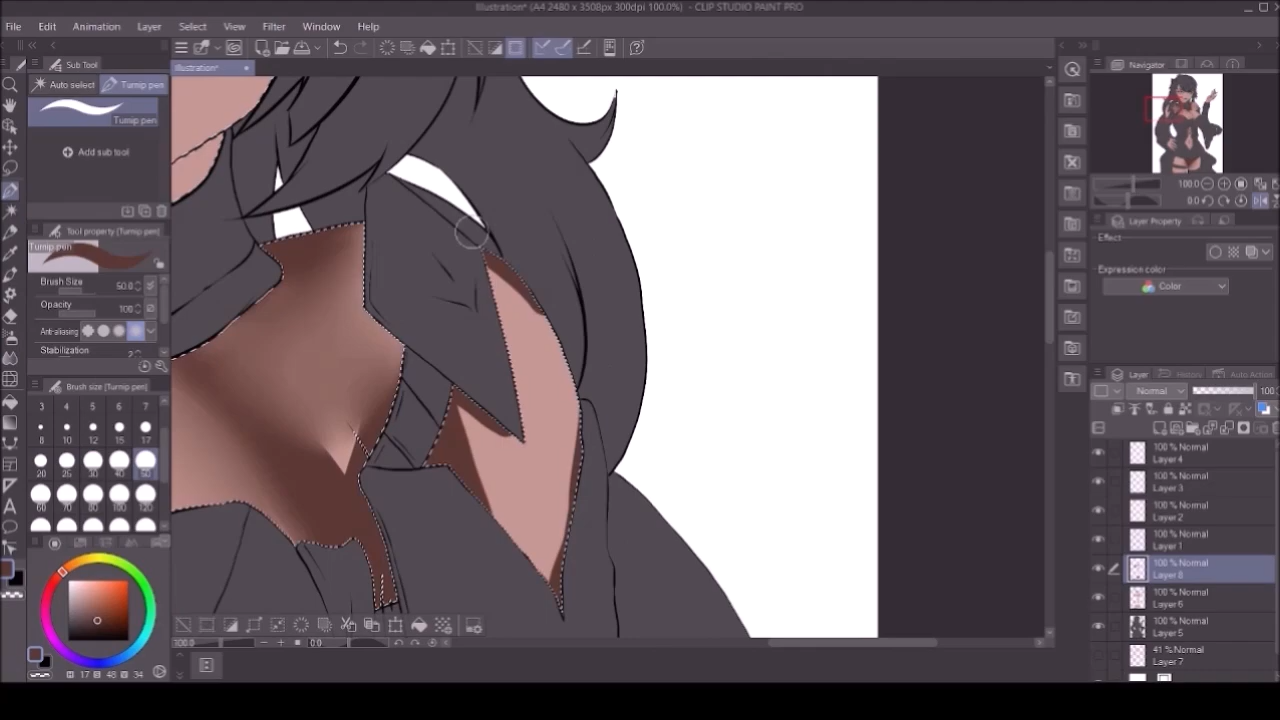 Illustration* (A4 2480 x 3508px 300dpi 100.0%) - CLIP STUDIO PAINT PRO
File Edit Animation Layer Select View Filter Window Help
Sub Tool
Illustration*
Navigator
Auto select Turnip pen
Turnip pen
Add sub tool
100.0
0.0
Tool property [Turnip pen]
Layer Property
Turnip pen
Effect
Brush Size 50.0
Expression color
Color
Opacity 100
Anti-aliasing
Stabilization
Brush size [Turnip pen]
Layer History Auto Action
Normal 100
3 4 5 6 7
8 10 12 15 17
20 25 30 40 50
60 70 80 100 120
100 % Normal
Layer 4
100 % Normal
Layer 3
100 % Normal
Layer 2
100 % Normal
Layer 1
100 % Normal
Layer 8
100 % Normal
Layer 6
100 % Normal
Layer 5
41 % Normal
Layer 7
100.0 0.0
H 17 S 48 V 34